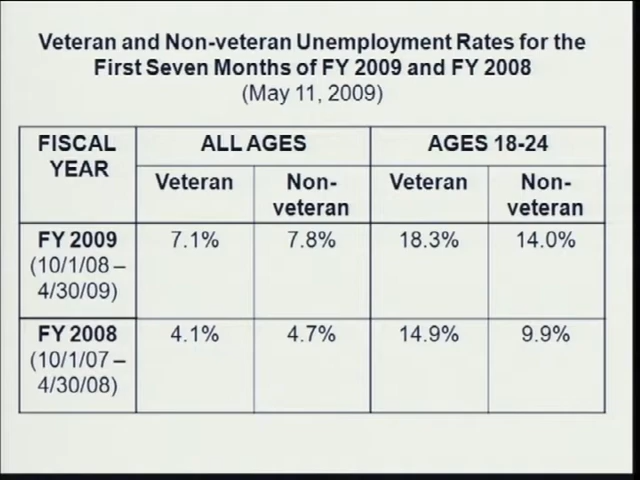 Veteran and Non-veteran Unemployment Rates for the
First Seven Months of FY 2009 and FY 2008
(May 11, 2009)
FISCAL YEAR ALL AGES AGES 18-24
Veteran Non-veteran Veteran Non-veteran
FY 2009 7.1% 7.8% 18.3% 14.0%
(10/1/08 –
4/30/09)
FY 2008 4.1% 4.7% 14.9% 9.9%
(10/1/07 –
4/30/08)